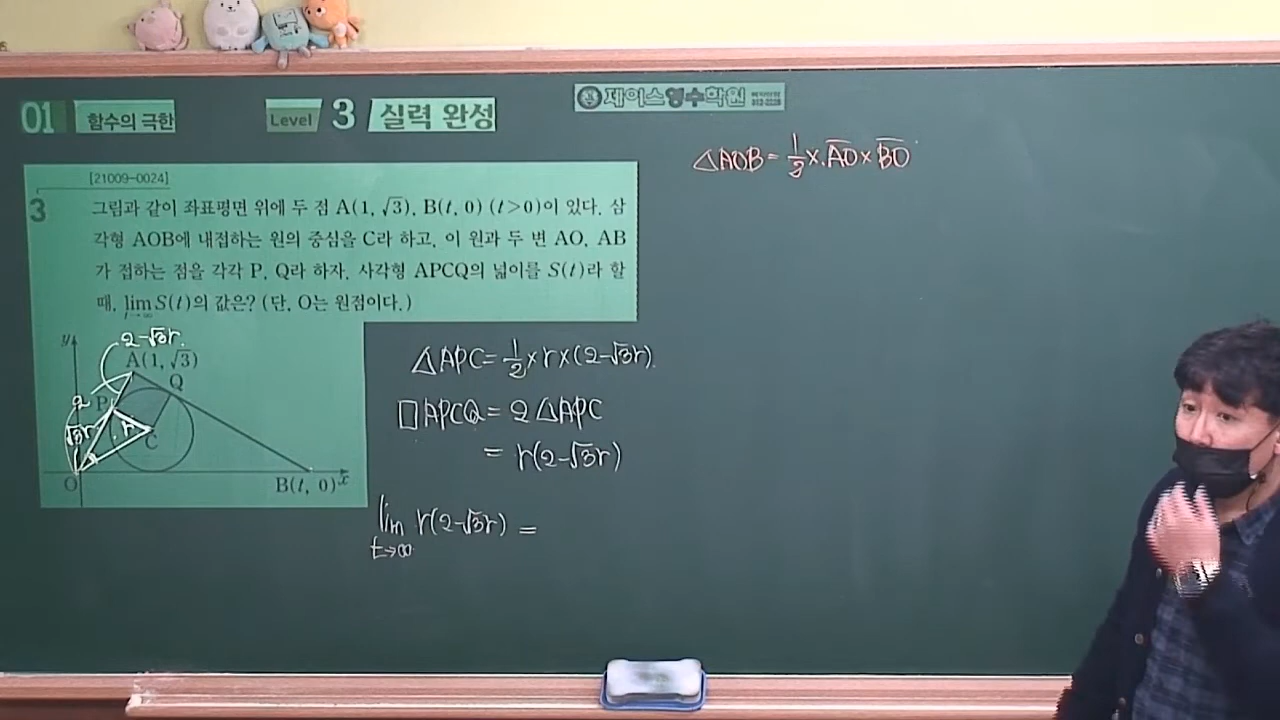 01 함수의 극한
Level 3 실력 완성
제이스영수학원
[21009-0024]
3
그림과 같이 좌표평면 위에 두 점 A(1, √3), B(t, 0) (t>0)이 있다. 삼
각형 AOB에 내접하는 원의 중심을 C라 하고, 이 원과 두 변 AO, AB
가 접하는 점을 각각 P, Q라 하자. 사각형 APCQ의 넓이를 S(t)라 할
때, lim t→∞ S(t)의 값은? (단, O는 원점이다.)
y
2-√3r
A(1, √3)
2
Q
P
√3r
r
C
O
B(t, 0)
x
△APC=1/2×r×(2-√3r).
□APCQ=2△APC
=r(2-√3r)
lim t→∞ r(2-√3r)=
△AOB=1/2×AO×BO